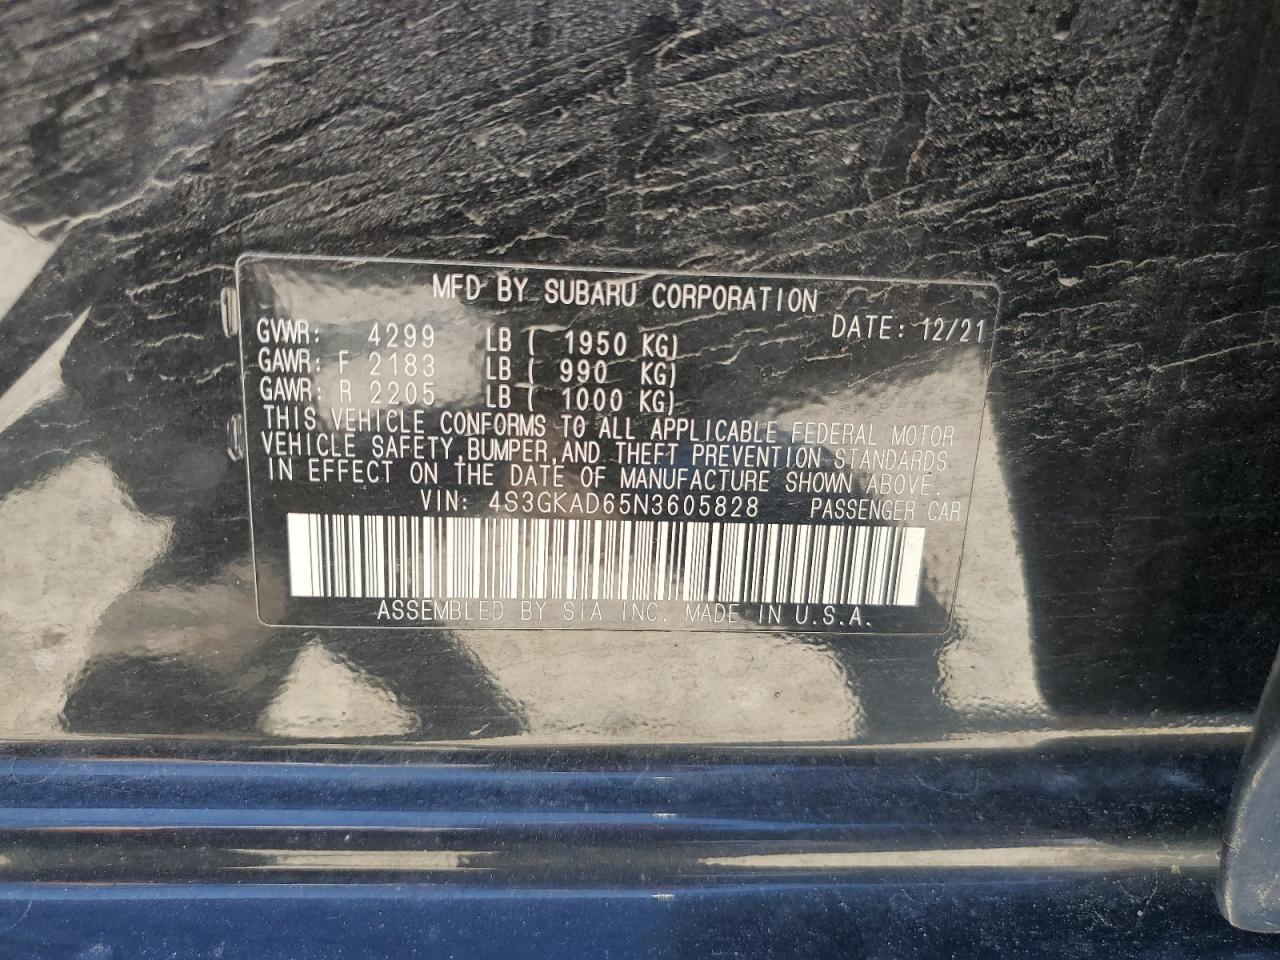 MFD BY SUBARU CORPORATION
DATE: 12/21
GVWR: 4299 LB ( 1950 KG)
GAWR: F 2183 LB ( 990 KG)
GAWR: R 2205 LB ( 1000 KG)
THIS VEHICLE CONFORMS TO ALL APPLICABLE FEDERAL MOTOR
VEHICLE SAFETY, BUMPER, AND THEFT PREVENTION STANDARDS
IN EFFECT ON THE DATE OF MANUFACTURE SHOWN ABOVE.
VIN: 4S3GKAD65N3605828 PASSENGER CAR
ASSEMBLED BY SIA INC. MADE IN U.S.A.